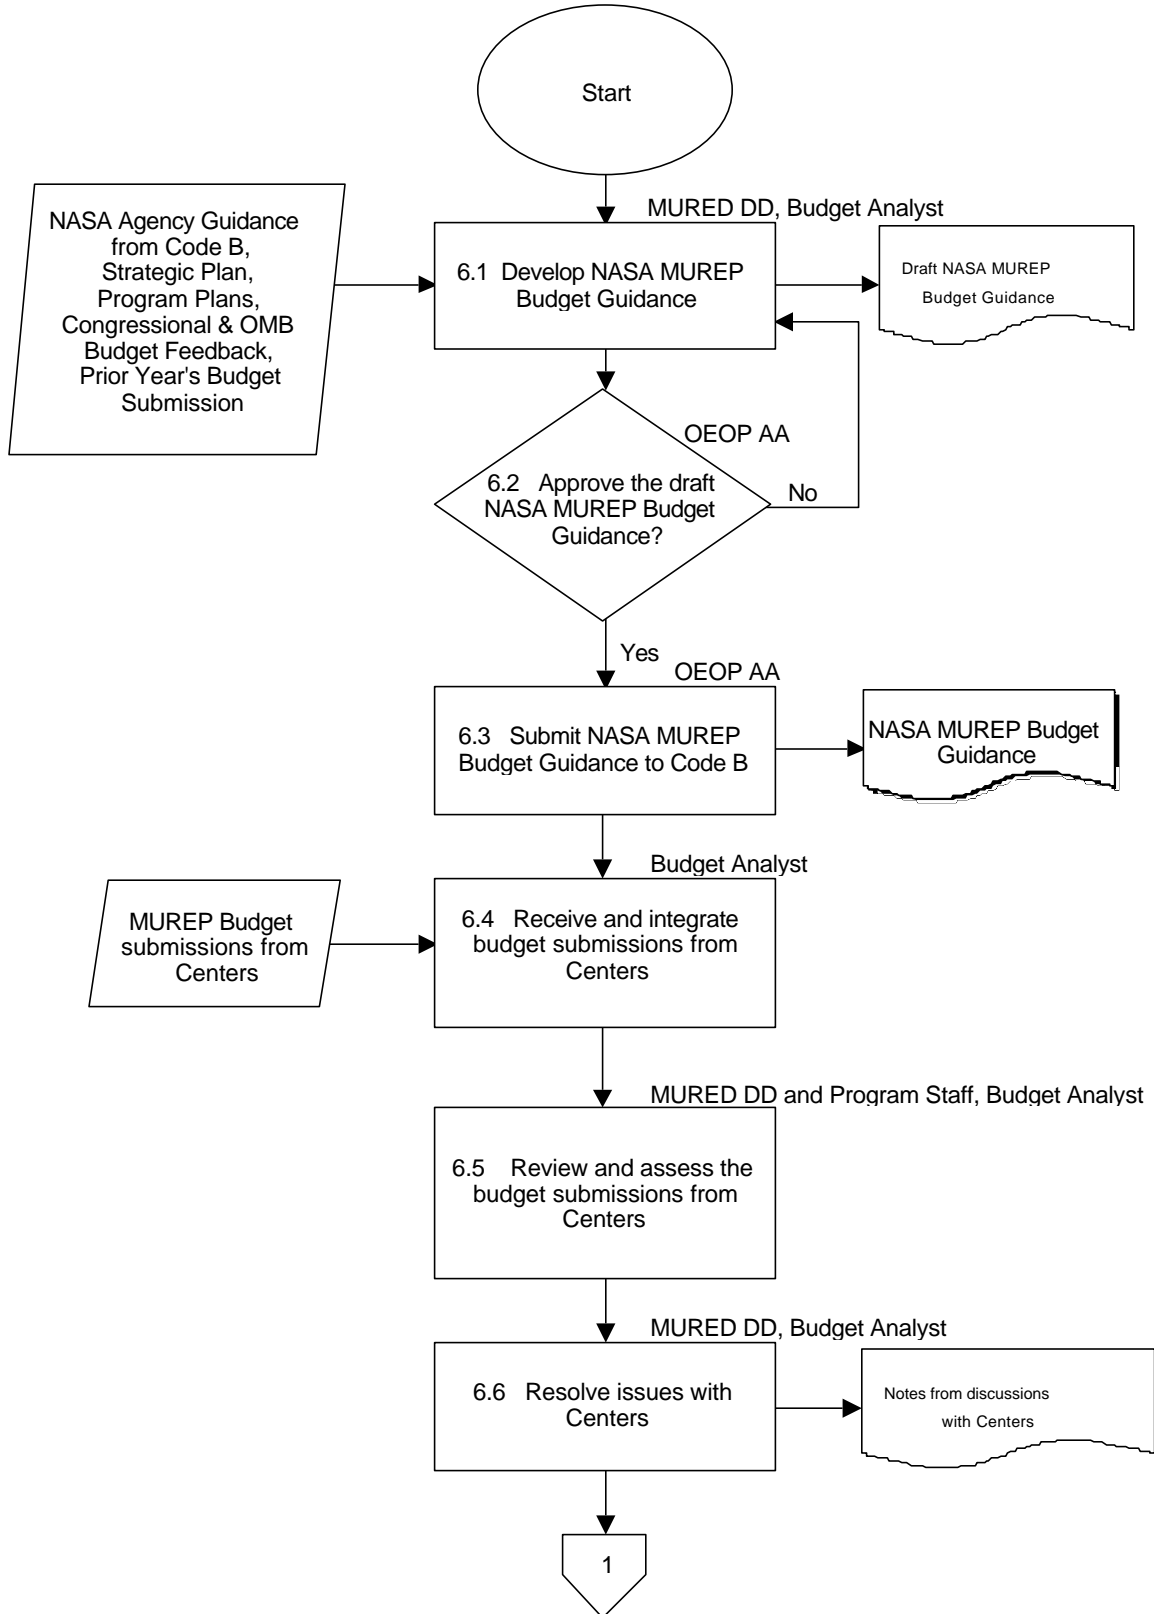 Start
MURED DD, Budget Analyst
NASA Agency Guidance
from Code B,
Strategic Plan,
Program Plans,
Congressional & OMB
Budget Feedback,
Prior Year's Budget
Submission
6.1 Develop NASA MUREP
Budget Guidance
Draft NASA MUREP
Budget Guidance
OEOP AA
6.2 Approve the draft
NASA MUREP Budget
Guidance?
No
Yes
OEOP AA
6.3 Submit NASA MUREP
Budget Guidance to Code B
NASA MUREP Budget
Guidance
Budget Analyst
MUREP Budget
submissions from
Centers
6.4 Receive and integrate
budget submissions from
Centers
MURED DD and Program Staff, Budget Analyst
6.5 Review and assess the
budget submissions from
Centers
MURED DD, Budget Analyst
6.6 Resolve issues with
Centers
Notes from discussions
with Centers
1